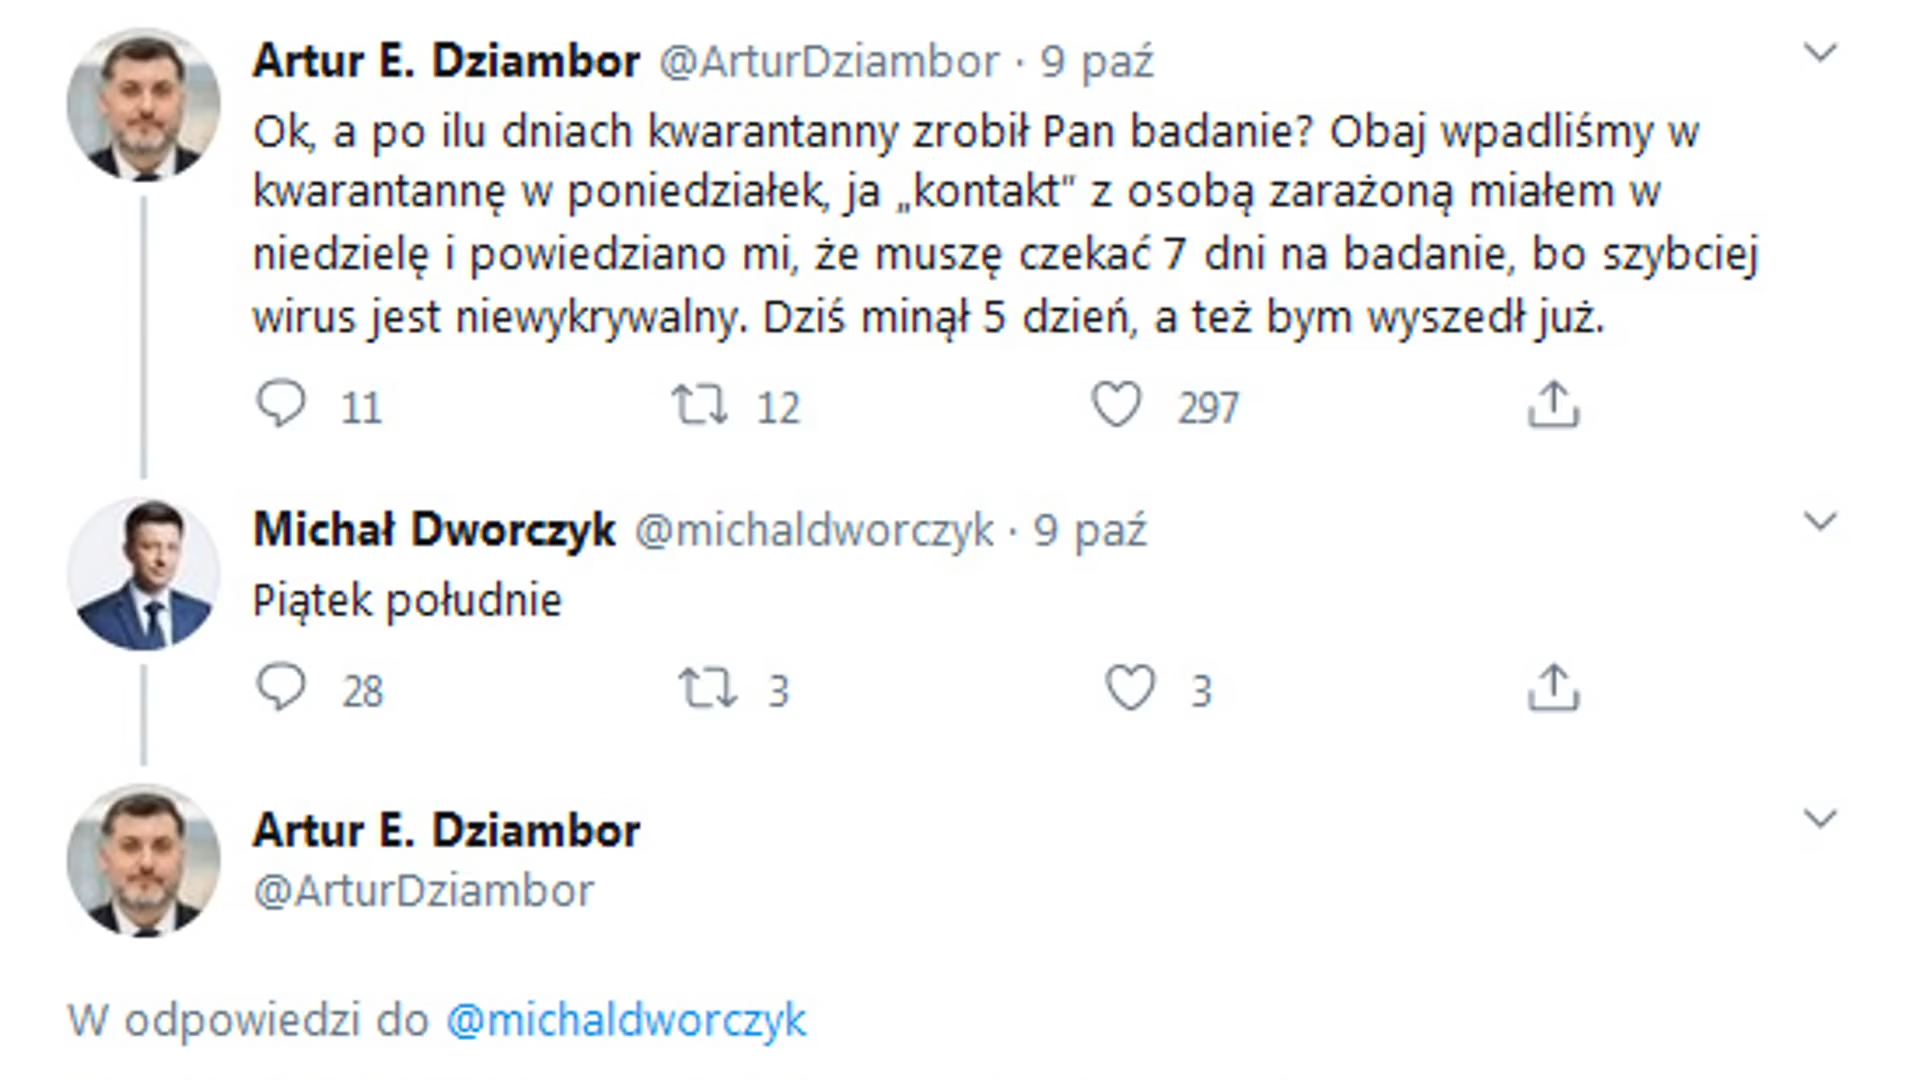 Artur E. Dziambor @ArturDziambor · 9 paź
Ok, a po ilu dniach kwarantanny zrobił Pan badanie? Obaj wpadliśmy w
kwarantannę w poniedziałek, ja „kontakt" z osobą zarażoną miałem w
niedzielę i powiedziano mi, że muszę czekać 7 dni na badanie, bo szybciej
wirus jest niewykrywalny. Dziś minął 5 dzień, a też bym wyszedł już.
11 12 297
Michał Dworczyk @michaldworczyk · 9 paź
Piątek południe
28 3 3
Artur E. Dziambor
@ArturDziambor
W odpowiedzi do @michaldworczyk